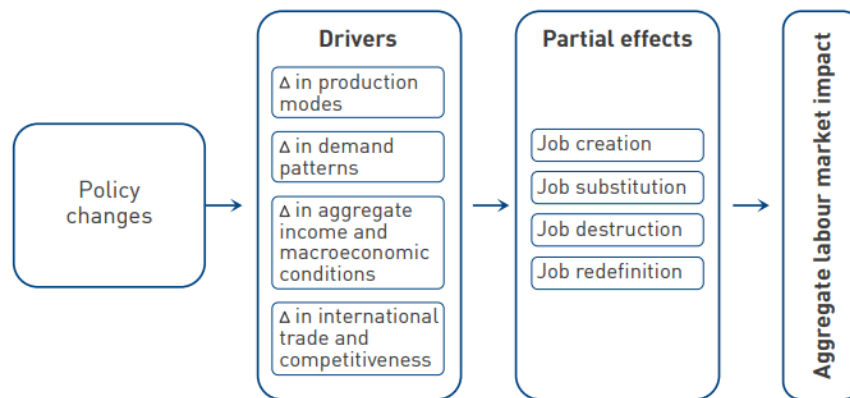 Policy
changes
Drivers
Δ in production
modes
Δ in demand
patterns
Δ in aggregate
income and
macroeconomic
conditions
Δ in international
trade and
competitiveness
Partial effects
Job creation
Job substitution
Job destruction
Job redefinition
Aggregate labour market impact